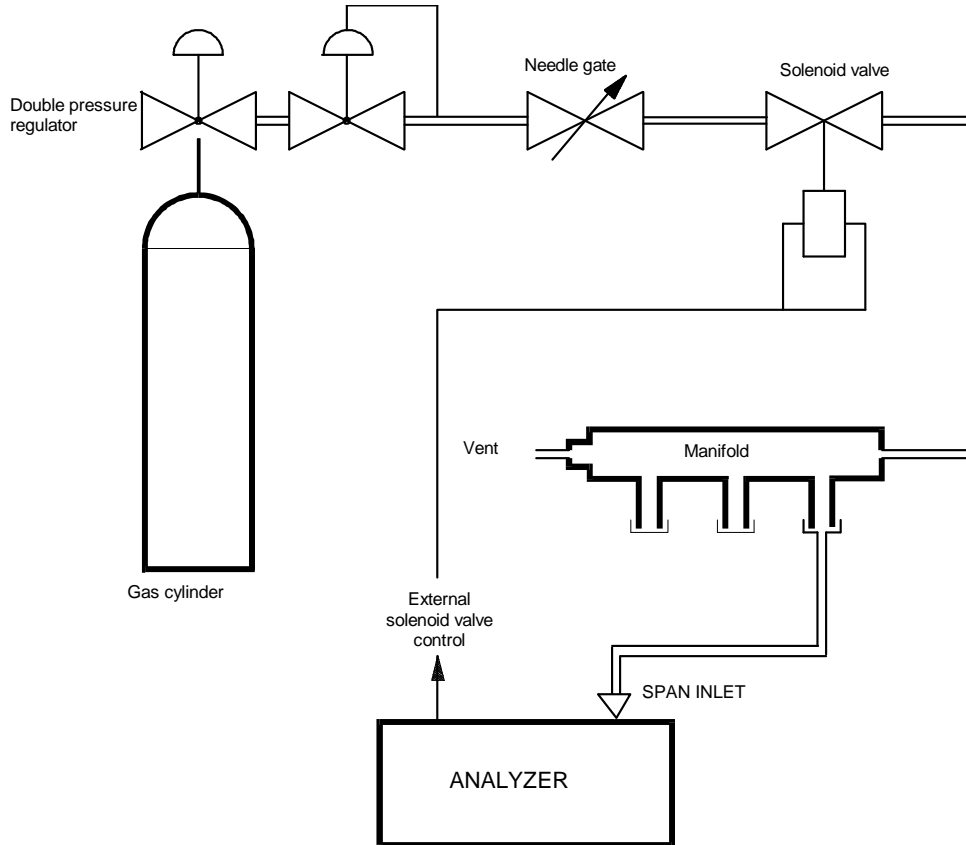 Needle gate
Solenoid valve
Double pressure
regulator
Vent
Manifold
Gas cylinder
External
solenoid valve
control
SPAN INLET
ANALYZER